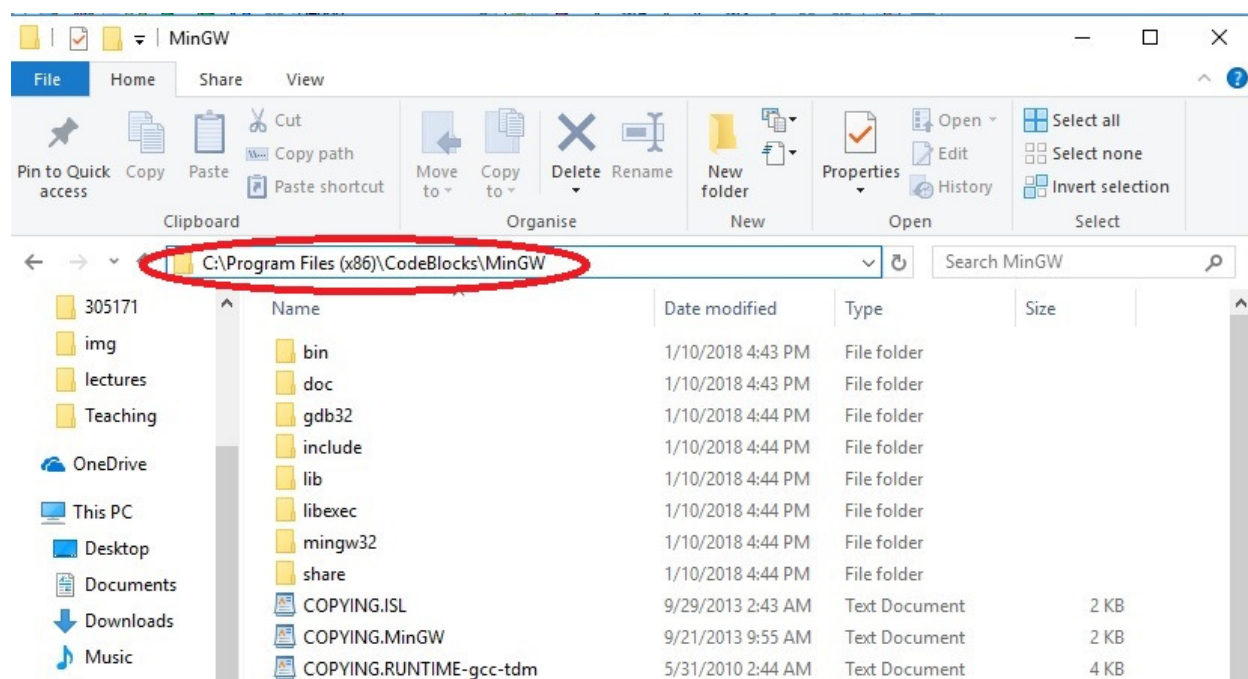 MinGW
File Home Share View
Pin to Quick access
Copy
Paste
Cut
Copy path
Paste shortcut
Move to
Copy to
Delete
Rename
New folder
Properties
Open
Edit
History
Select all
Select none
Invert selection
Clipboard Organise New Open Select
C:\Program Files (x86)\CodeBlocks\MinGW
Search MinGW
305171
img
lectures
Teaching
OneDrive
This PC
Desktop
Documents
Downloads
Music
Name Date modified Type Size
bin 1/10/2018 4:43 PM File folder
doc 1/10/2018 4:43 PM File folder
gdb32 1/10/2018 4:44 PM File folder
include 1/10/2018 4:44 PM File folder
lib 1/10/2018 4:44 PM File folder
libexec 1/10/2018 4:44 PM File folder
mingw32 1/10/2018 4:44 PM File folder
share 1/10/2018 4:44 PM File folder
COPYING.ISL 9/29/2013 2:43 AM Text Document 2 KB
COPYING.MinGW 9/21/2013 9:55 AM Text Document 2 KB
COPYING.RUNTIME-gcc-tdm 5/31/2010 2:44 AM Text Document 4 KB